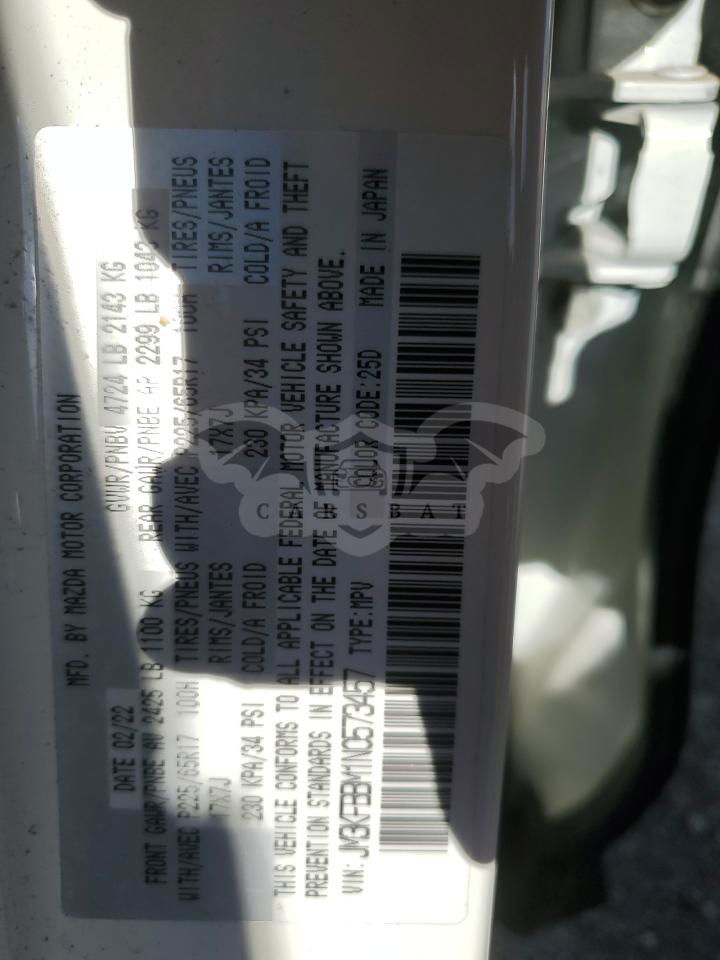 MFD. BY MAZDA MOTOR CORPORATION
DATE 02/22 GVWR/PNBV 4724 LB 2143 KG
FRONT GAWR/PNBE AV 2425 LB 1100 KG REAR GAWR/PNBE AR 2299 LB 1043 KG
WITH/AVEC P225/65R17 100H TIRES/PNEUS WITH/AVEC P225/65R17 100H TIRES/PNEUS
17X7J RIMS/JANTES 17X7J RIMS/JANTES
230 KPA/34 PSI COLD/A FROID 230 KPA/34 PSI COLD/A FROID
THIS VEHICLE CONFORMS TO ALL APPLICABLE FEDERAL MOTOR VEHICLE SAFETY AND THEFT
PREVENTION STANDARDS IN EFFECT ON THE DATE OF MANUFACTURE SHOWN ABOVE.
VIN: JM3KFBBM1N0573457 TYPE:MPV COLOR CODE:25D MADE IN JAPAN
CARSBAT